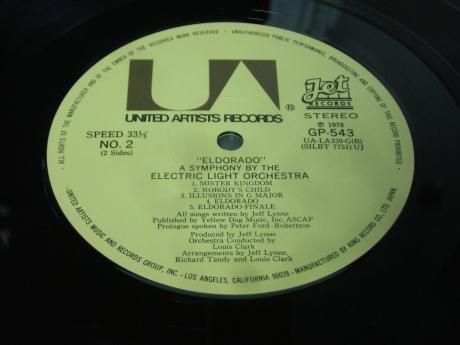 ALL RIGHTS OF THE MANUFACTURER AND OF THE OWNER OF THE RECORDED WORK RESERVED • UNAUTHORIZED PUBLIC PERFORMANCE, BROADCASTING AND COPYING OF THIS RECORD PROHIBITED.
UA
UNITED ARTISTS RECORDS ®
Jet
RECORDS
STEREO
SPEED 33⅓
NO. 2
(2 Sides)
Ⓟ 1978
GP-543
UA-LA339-G(B)
(SILBT 7751) U
"ELDORADO"
A SYMPHONY BY THE
ELECTRIC LIGHT ORCHESTRA
1. MISTER KINGDOM
2. NOBODY'S CHILD
3. ILLUSIONS IN G MAJOR
4. ELDORADO
5. ELDORADO-FINALE
All songs written by Jeff Lynne
Published by Yellow Dog Music, Inc. ASCAP
Prologue spoken by Peter Ford-Robertson
Produced by Jeff Lynne
Orchestra Conducted by
Louis Clark
Arrangements by Jeff Lynne,
Richard Tandy and Louis Clark
• UNITED ARTISTS MUSIC AND RECORDS GROUP, INC. • LOS ANGELES, CALIFORNIA 90028 • MANUFACTURED BY KING RECORD CO. LTD. JAPAN.